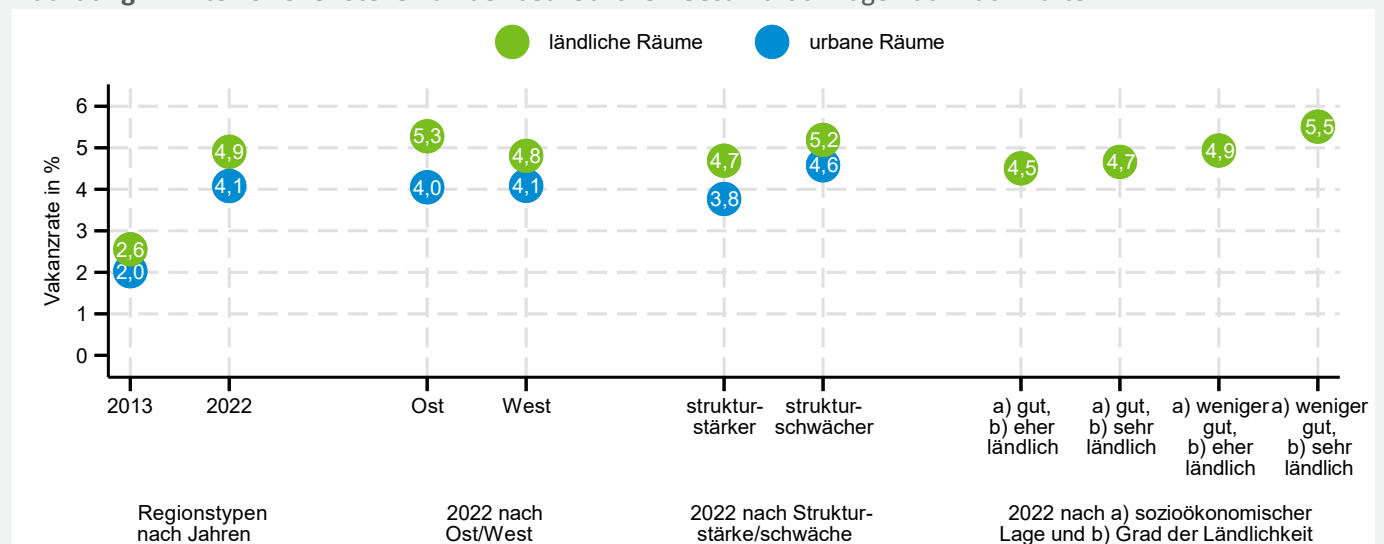 ländliche Räume urbane Räume
Vakanzrate in %
6
5
4
3
2
1
0
2,6
2,0
4,9
4,1
5,3
4,0
4,8
4,1
4,7
3,8
5,2
4,6
4,5
4,7
4,9
5,5
2013 2022 Ost West struktur- struktur- a) gut, a) gut, a) weniger a) weniger
stärker schwächer b) eher b) sehr gut, gut,
ländlich ländlich b) eher b) sehr
ländlich ländlich
Regionstypen 2022 nach 2022 nach Struktur- 2022 nach a) sozioökonomischer
nach Jahren Ost/West stärke/schwäche Lage und b) Grad der Ländlichkeit